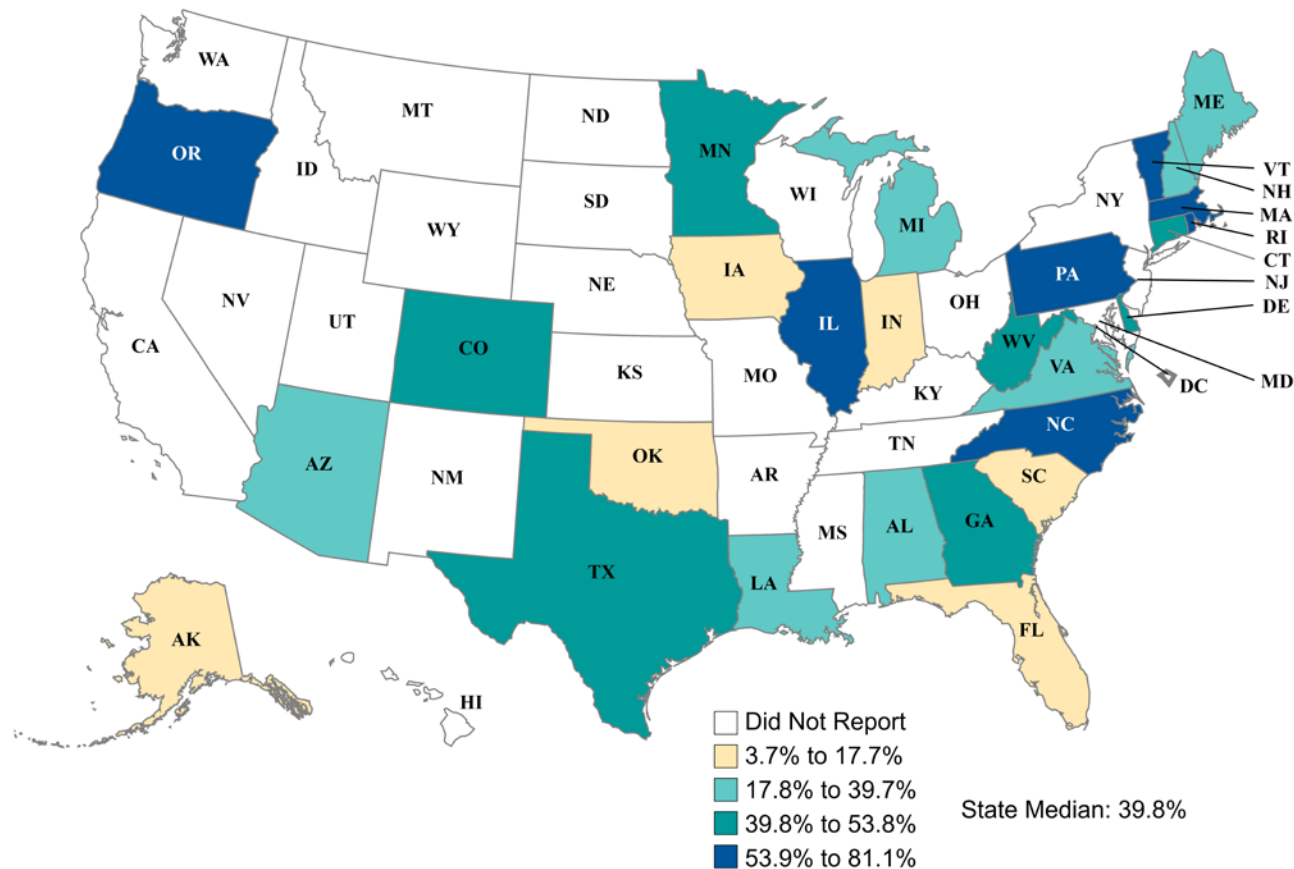 WA
MT
ND
MN
ME
OR
ID
SD
WI
MI
NY
VT
NH
MA
RI
CT
NJ
DE
MD
DC
WY
IA
NE
PA
NV
UT
CO
IL
IN
OH
WV
VA
CA
KS
MO
KY
NC
TN
AZ
NM
OK
AR
SC
MS
AL
GA
TX
LA
FL
AK
HI
Did Not Report
3.7% to 17.7%
17.8% to 39.7%
39.8% to 53.8%
53.9% to 81.1%
State Median: 39.8%